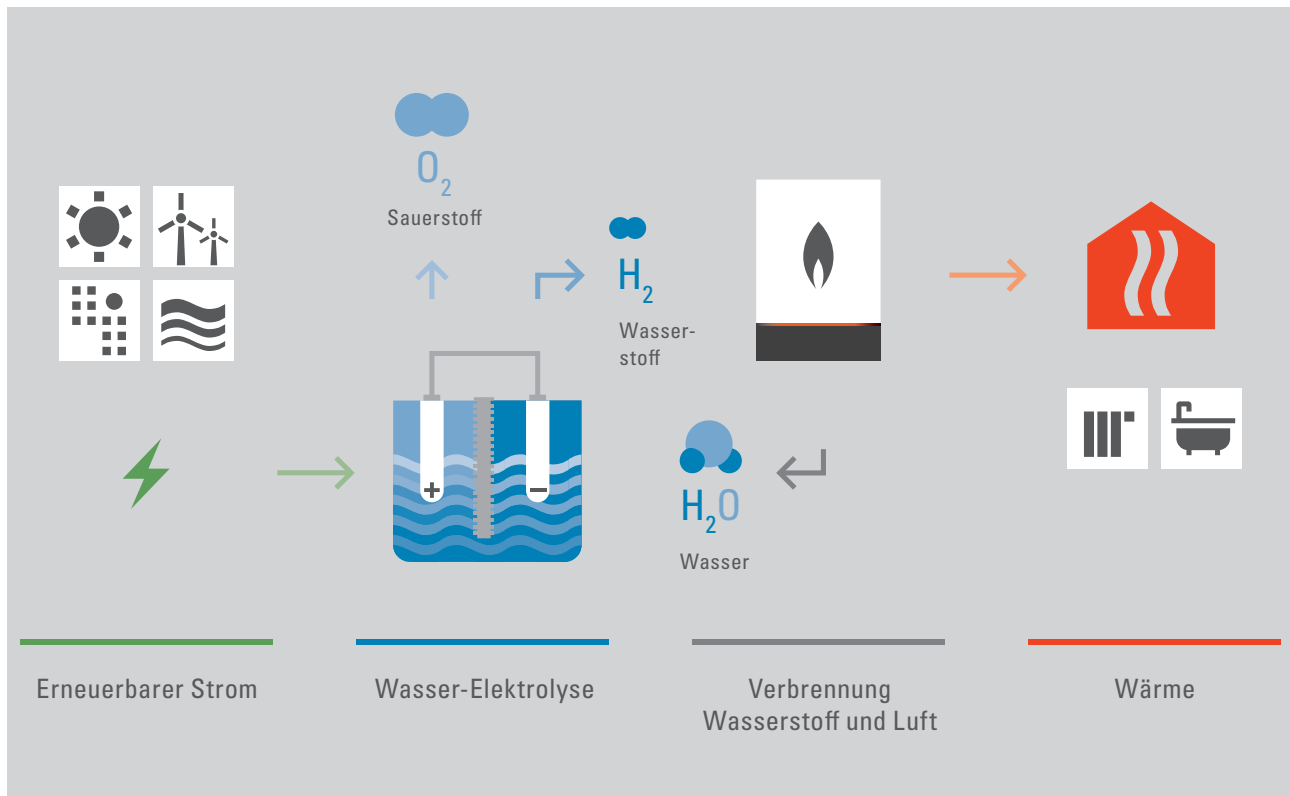 O₂
Sauerstoff
H₂
Wasser-
stoff
+
−
H₂O
Wasser
Erneuerbarer Strom
Wasser-Elektrolyse
Verbrennung
Wasserstoff und Luft
Wärme